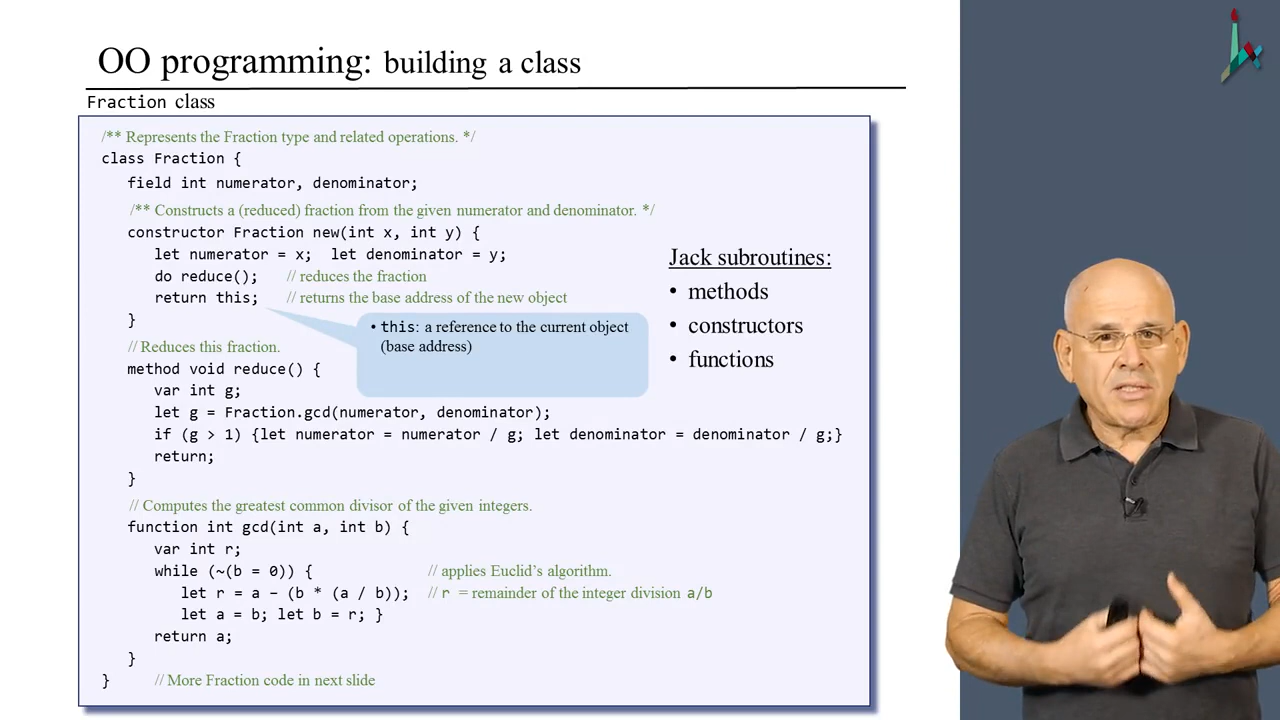 OO programming: building a class
Fraction class
/** Represents the Fraction type and related operations. */
class Fraction {
field int numerator, denominator;
/** Constructs a (reduced) fraction from the given numerator and denominator. */
constructor Fraction new(int x, int y) {
let numerator = x; let denominator = y;
do reduce(); // reduces the fraction
return this; // returns the base address of the new object
}
• this: a reference to the current object
(base address)
// Reduces this fraction.
method void reduce() {
var int g;
let g = Fraction.gcd(numerator, denominator);
if (g > 1) {let numerator = numerator / g; let denominator = denominator / g;}
return;
}
// Computes the greatest common divisor of the given integers.
function int gcd(int a, int b) {
var int r;
while (~(b = 0)) { // applies Euclid’s algorithm.
let r = a – (b * (a / b)); // r = remainder of the integer division a/b
let a = b; let b = r; }
return a;
}
} // More Fraction code in next slide
Jack subroutines:
• methods
• constructors
• functions